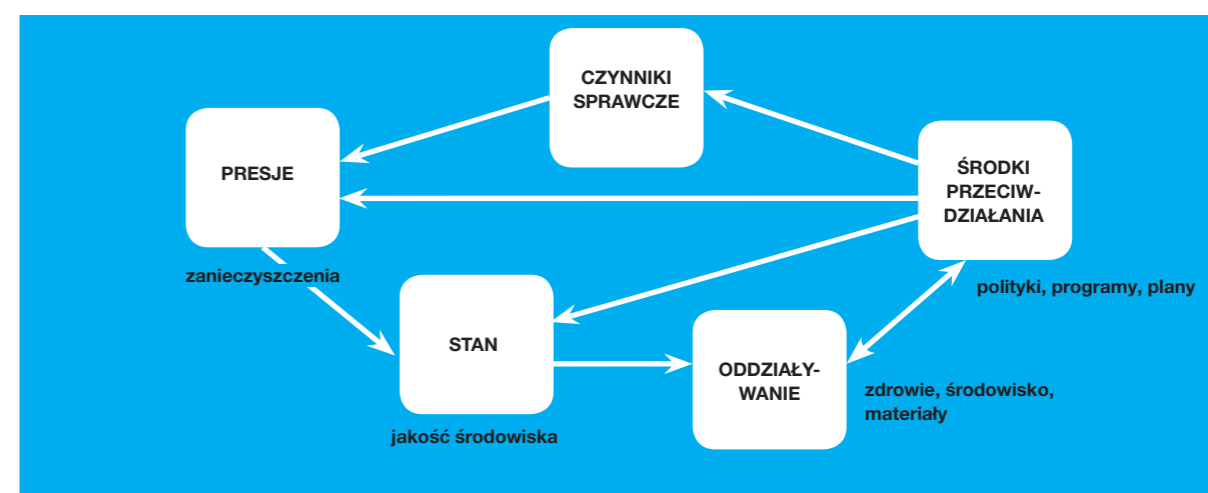 CZYNNIKI
SPRAWCZE
PRESJE
ŚRODKI
PRZECIW-
DZIAŁANIA
zanieczyszczenia
polityki, programy, plany
STAN
ODDZIAŁY-
WANIE
zdrowie, środowisko,
materiały
jakość środowiska